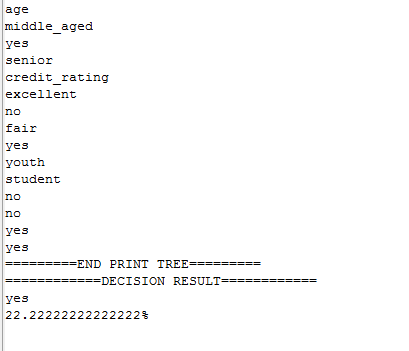 age
middle_aged
yes
senior
credit_rating
excellent
no
fair
yes
youth
student
no
no
yes
yes
=========END PRINT TREE=========
============DECISION RESULT============
yes
22.22222222222222%